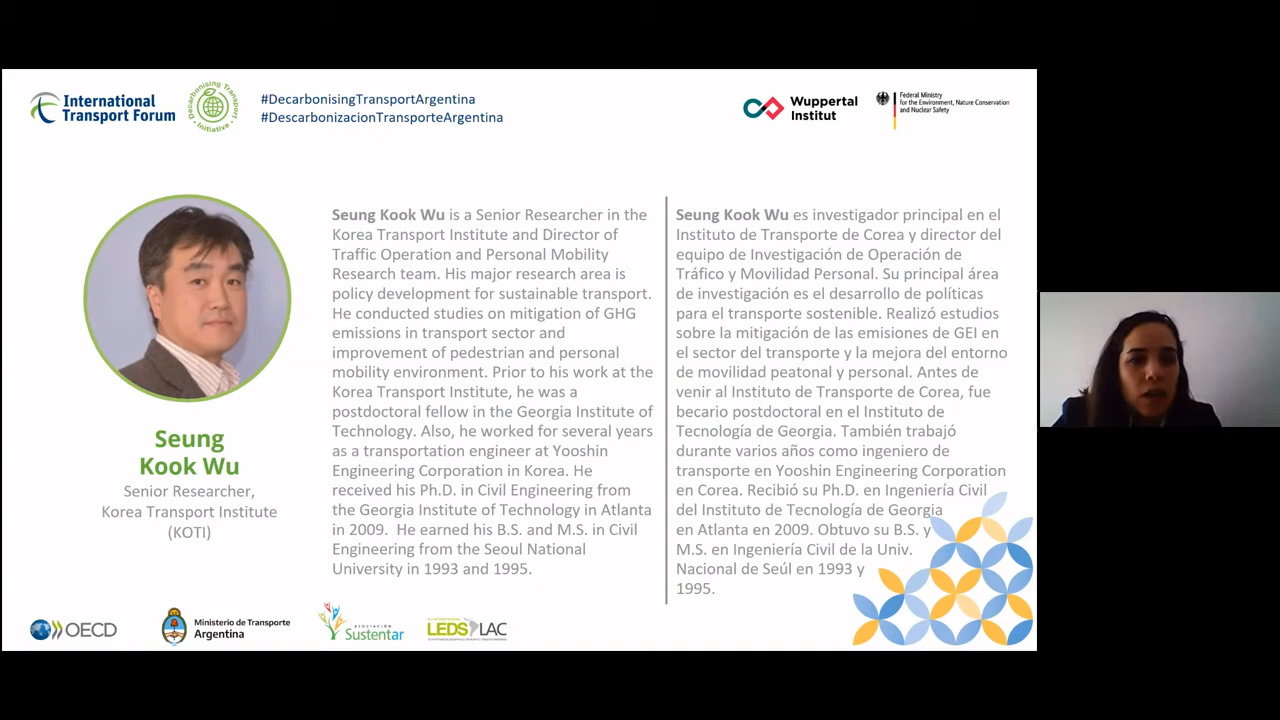 International
Transport Forum
Decarbonising Transport
Initiative
#DecarbonisingTransportArgentina
#DescarbonizacionTransporteArgentina
Wuppertal
Institut
Federal Ministry
for the Environment, Nature Conservation
and Nuclear Safety
Seung
Kook Wu
Senior Researcher,
Korea Transport Institute
(KOTI)
Seung Kook Wu is a Senior Researcher in the
Korea Transport Institute and Director of
Traffic Operation and Personal Mobility
Research team. His major research area is
policy development for sustainable transport.
He conducted studies on mitigation of GHG
emissions in transport sector and
improvement of pedestrian and personal
mobility environment. Prior to his work at the
Korea Transport Institute, he was a
postdoctoral fellow in the Georgia Institute of
Technology. Also, he worked for several years
as a transportation engineer at Yooshin
Engineering Corporation in Korea. He
received his Ph.D. in Civil Engineering from
the Georgia Institute of Technology in Atlanta
in 2009. He earned his B.S. and M.S. in Civil
Engineering from the Seoul National
University in 1993 and 1995.
Seung Kook Wu es investigador principal en el
Instituto de Transporte de Corea y director del
equipo de Investigación de Operación de
Tráfico y Movilidad Personal. Su principal área
de investigación es el desarrollo de políticas
para el transporte sostenible. Realizó estudios
sobre la mitigación de las emisiones de GEI en
el sector del transporte y la mejora del entorno
de movilidad peatonal y personal. Antes de
venir al Instituto de Transporte de Corea, fue
becario postdoctoral en el Instituto de
Tecnología de Georgia. También trabajó
durante varios años como ingeniero de
transporte en Yooshin Engineering Corporation
en Corea. Recibió su Ph.D. en Ingeniería Civil
del Instituto de Tecnología de Georgia
en Atlanta en 2009. Obtuvo su B.S. y
M.S. en Ingeniería Civil de la Univ.
Nacional de Seúl en 1993 y
1995.
OECD
Ministerio de Transporte
Argentina
ASOCIACIÓN
Sustentar
LEDS LAC